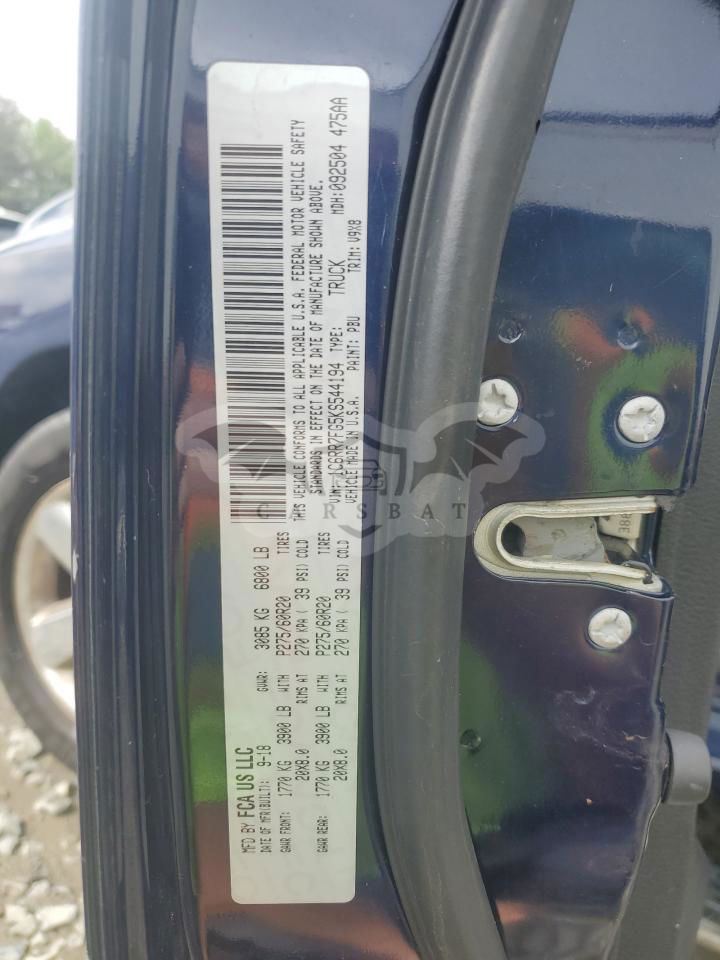 MFD BY FCA US LLC
DATE OF MFR(BUILT): 9-18 GVWR: 3085 KG 6800 LB
GAWR FRONT: 1770 KG 3900 LB WITH P275/60R20 TIRES
20X8.0 RIMS AT 270 KPA ( 39 PSI) COLD
GAWR REAR: 1770 KG 3900 LB WITH P275/60R20 TIRES
20X8.0 RIMS AT 270 KPA ( 39 PSI) COLD
THIS VEHICLE CONFORMS TO ALL APPLICABLE U.S.A. FEDERAL MOTOR VEHICLE SAFETY
STANDARDS IN EFFECT ON THE DATE OF MANUFACTURE SHOWN ABOVE.
VIN: 1C6RR7FG5KS544194 TYPE: TRUCK MDH:092504 475AA
VEHICLE MADE IN U.S.A. PAINT: PBU TRIM: V9X8
CARSBAT
388